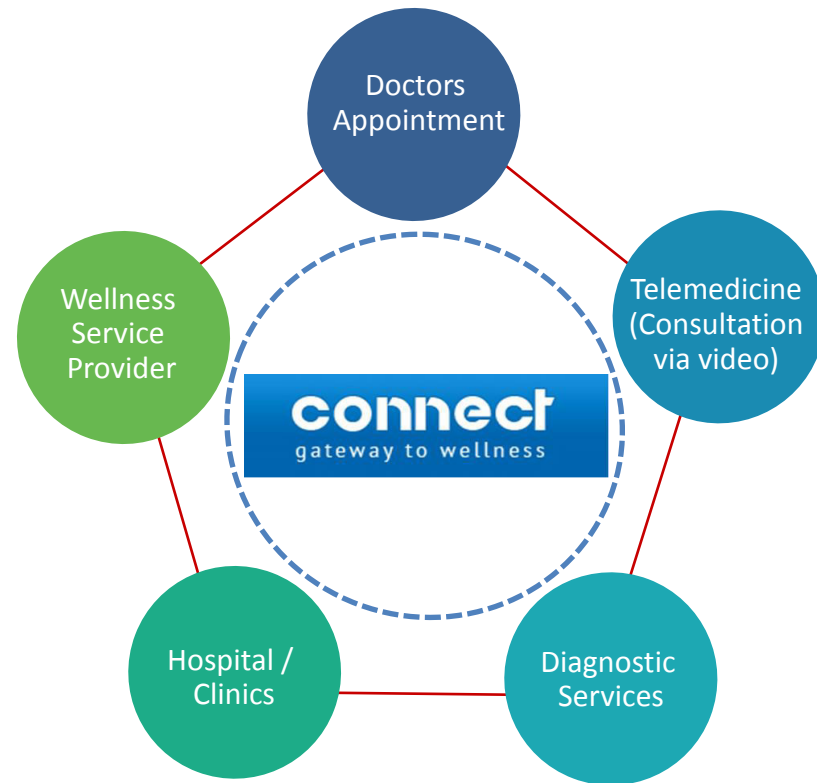 Doctors
Appointment
Telemedicine
(Consultation
via video)
Wellness
Service
Provider
connect
gateway to wellness
Hospital /
Clinics
Diagnostic
Services